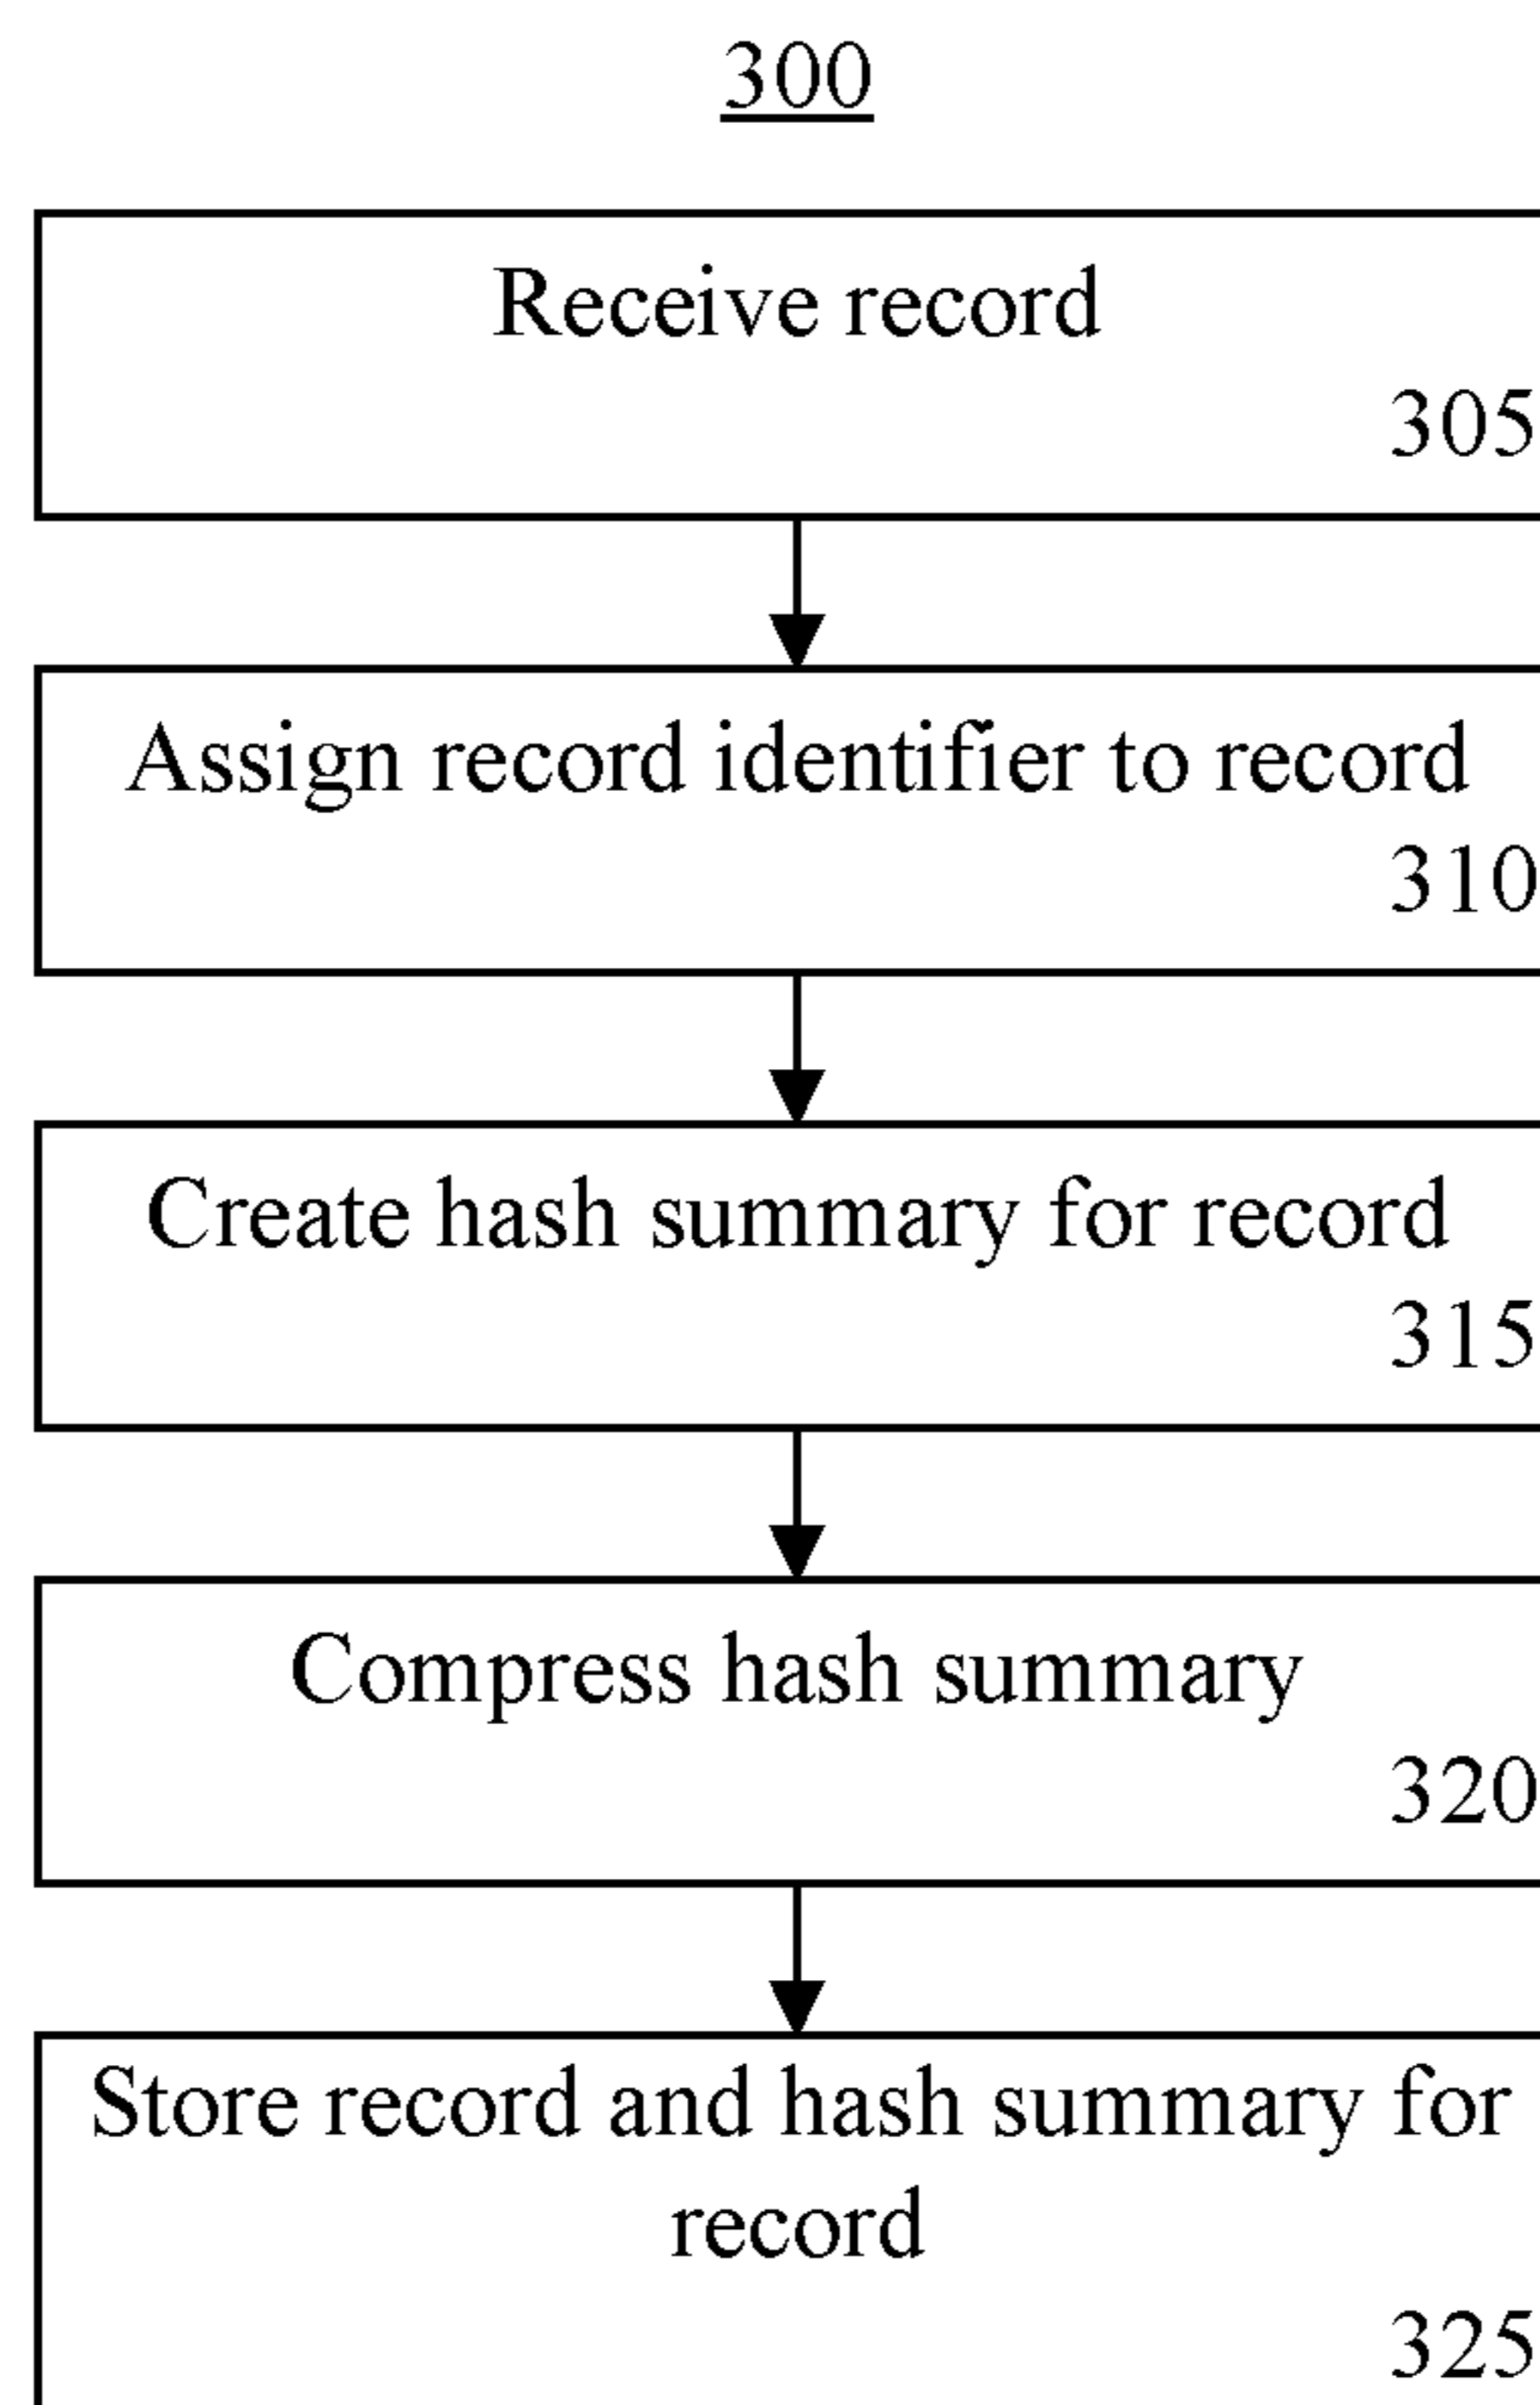 300
Receive record
305
Assign record identifier to record
310
Create hash summary for record
315
Compress hash summary
320
Store record and hash summary for
record
325